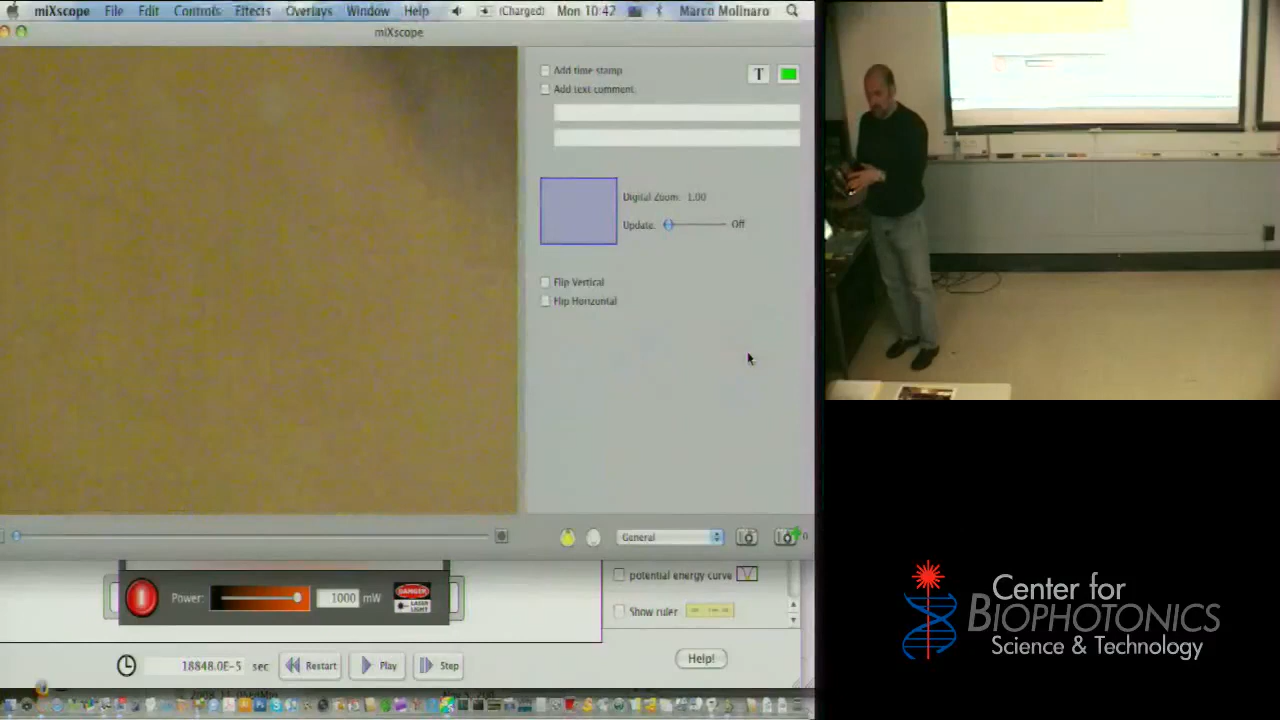 miXscope File Edit Controls Effects Overlays Window Help (Charged) Mon 10:42 Marco Molinaro
miXscope
Add time stamp
T
Add text comment
Digital Zoom: 1.00
Update: Off
Flip Vertical
Flip Horizontal
General
0
Power: 1000 mW
DANGER
potential energy curve
Show ruler
18848.0E-5 sec Restart Play Step
Help!
Center for
BIOPHOTONICS
Science & Technology